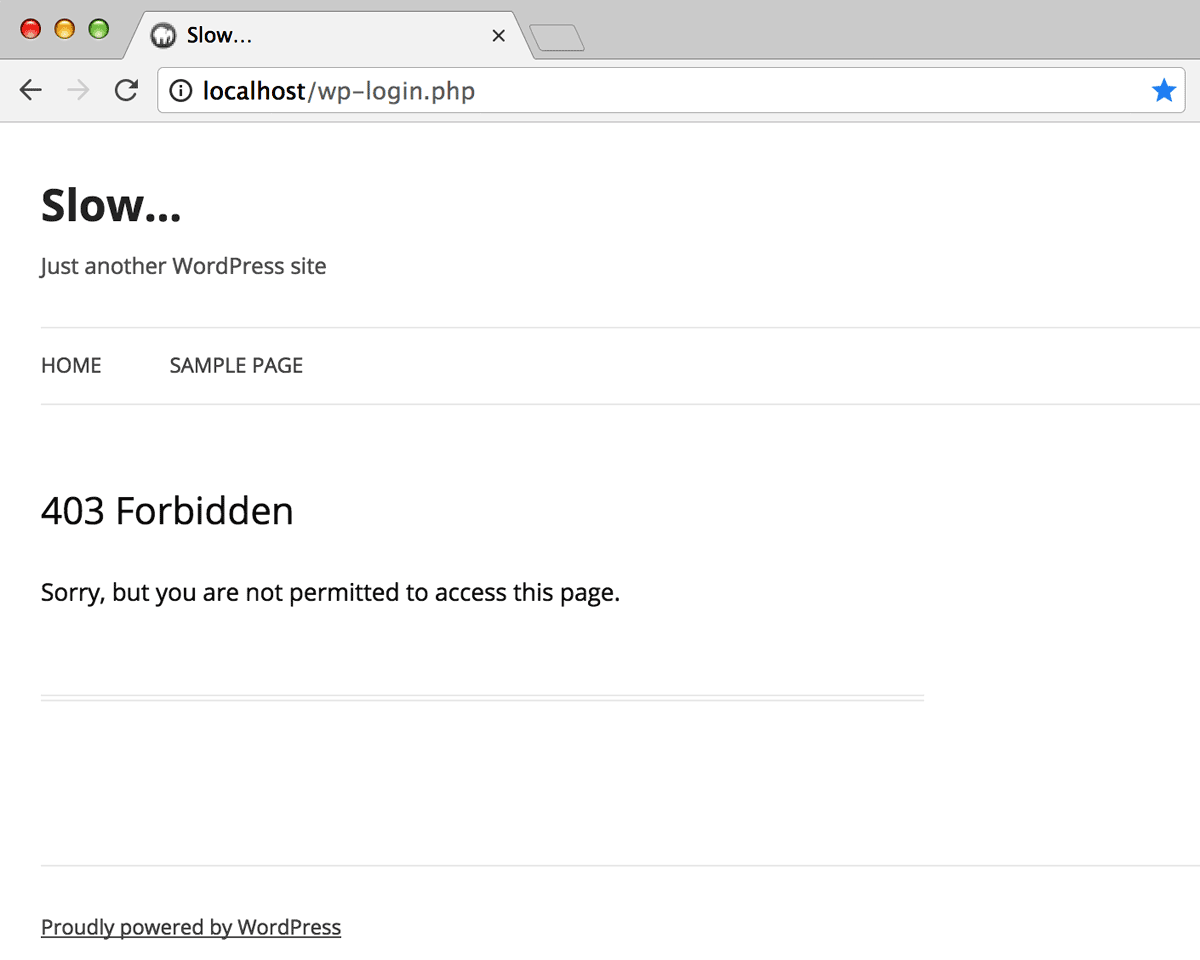 Slow...
localhost/wp-login.php
Slow...
Just another WordPress site
HOME SAMPLE PAGE
403 Forbidden
Sorry, but you are not permitted to access this page.
Proudly powered by WordPress